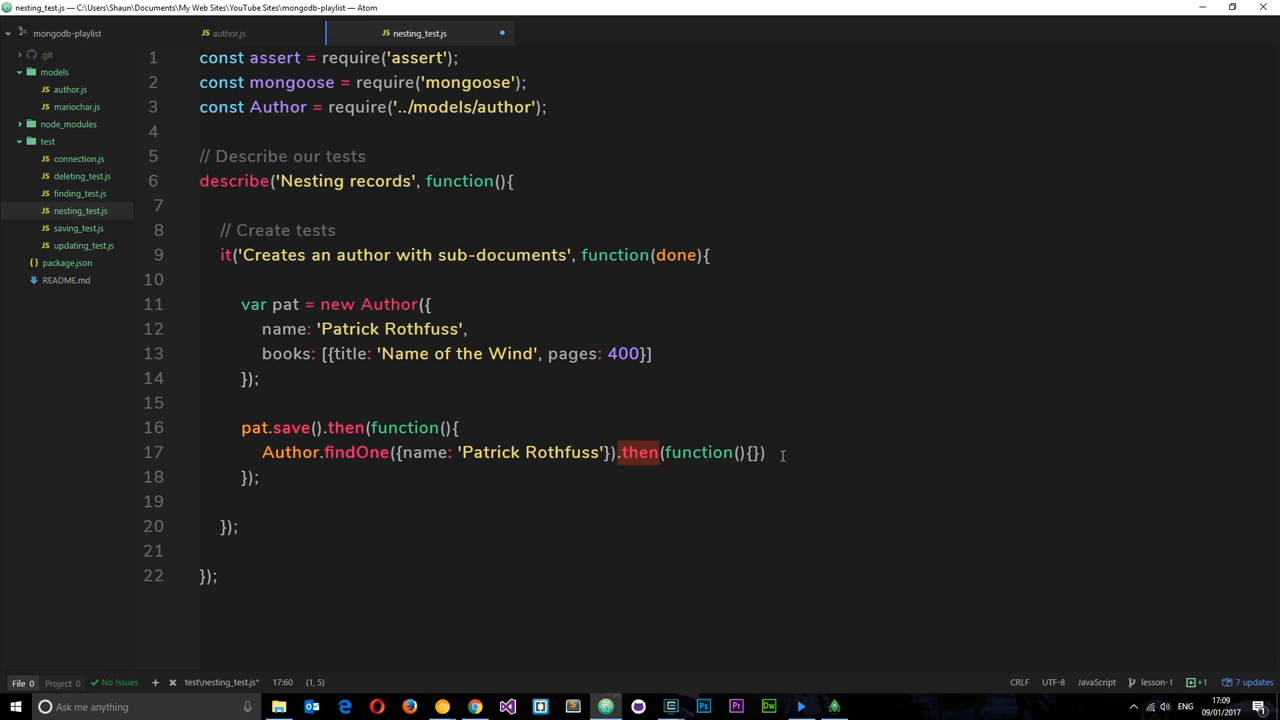 nesting_test.js — C:\Users\Shaun\Documents\My Web Sites\YouTube Sites\mongodb-playlist — Atom
mongodb-playlist
author.js
nesting_test.js
.git
models
author.js
mariochar.js
node_modules
test
connection.js
deleting_test.js
finding_test.js
nesting_test.js
saving_test.js
updating_test.js
package.json
README.md
1 const assert = require('assert');
2 const mongoose = require('mongoose');
3 const Author = require('../models/author');
4
5 // Describe our tests
6 describe('Nesting records', function(){
7
8 // Create tests
9 it('Creates an author with sub-documents', function(done){
10
11 var pat = new Author({
12 name: 'Patrick Rothfuss',
13 books: [{title: 'Name of the Wind', pages: 400}]
14 });
15
16 pat.save().then(function(){
17 Author.findOne({name: 'Patrick Rothfuss'}).then(function(){})
18 });
19
20 });
21
22 });
File 0 Project 0 No Issues test\nesting_test.js* 17:60 (1, 5) CRLF UTF-8 JavaScript lesson-1 +1 7 updates
Ask me anything
ENG
17:09
09/01/2017